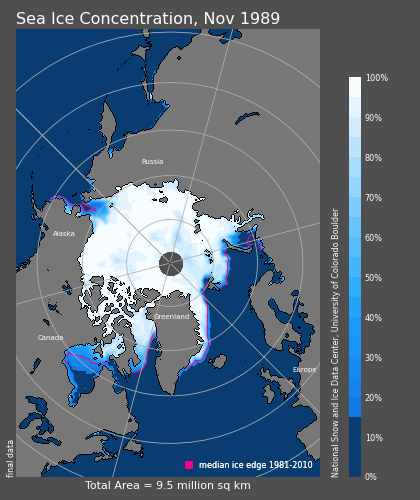 Sea Ice Concentration, Nov 1989
100%
90%
80%
70%
60%
50%
40%
30%
20%
10%
0%
Russia
Alaska
Greenland
Canada
Europe
National Snow and Ice Data Center, University of Colorado Boulder
final data
median ice edge 1981-2010
Total Area = 9.5 million sq km